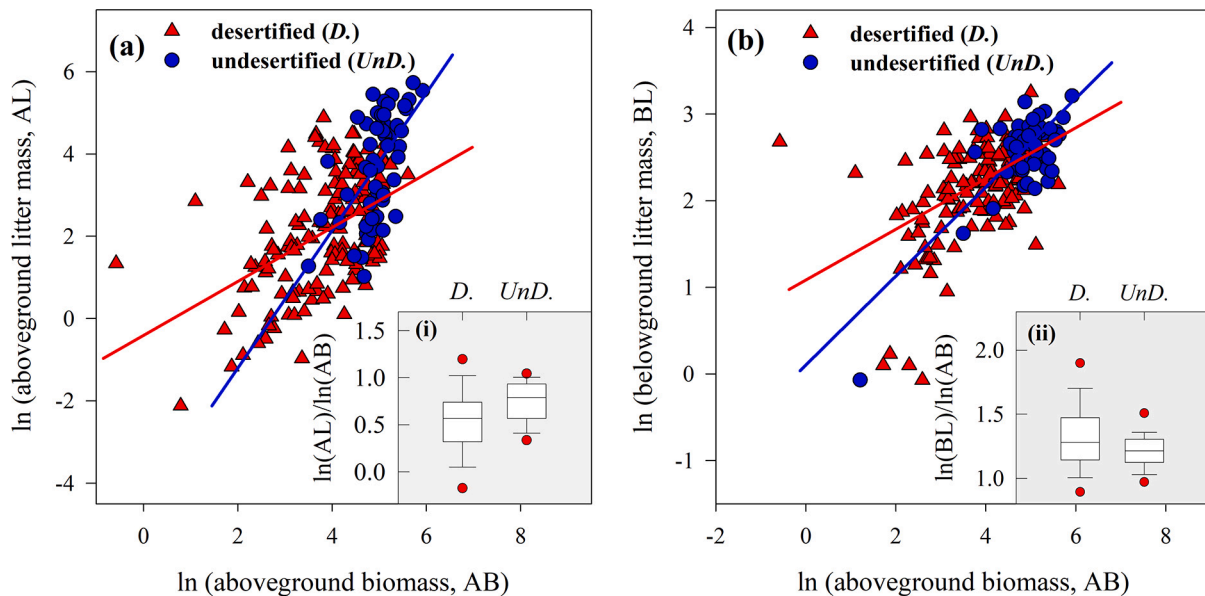 (a)
desertified (D.)
undesertified (UnD.)
ln (aboveground litter mass, AL)
6
4
2
0
-2
-4
0
2
4
6
8
ln (aboveground biomass, AB)
D.
UnD.
(i)
ln(AL)/ln(AB)
1.5
1.0
0.5
0.0
(b)
desertified (D.)
undesertified (UnD.)
ln (belowground litter mass, BL)
4
3
2
1
0
-1
-2
0
2
4
6
8
ln (aboveground biomass, AB)
D.
UnD.
(ii)
ln(BL)/ln(AB)
2.0
1.5
1.0